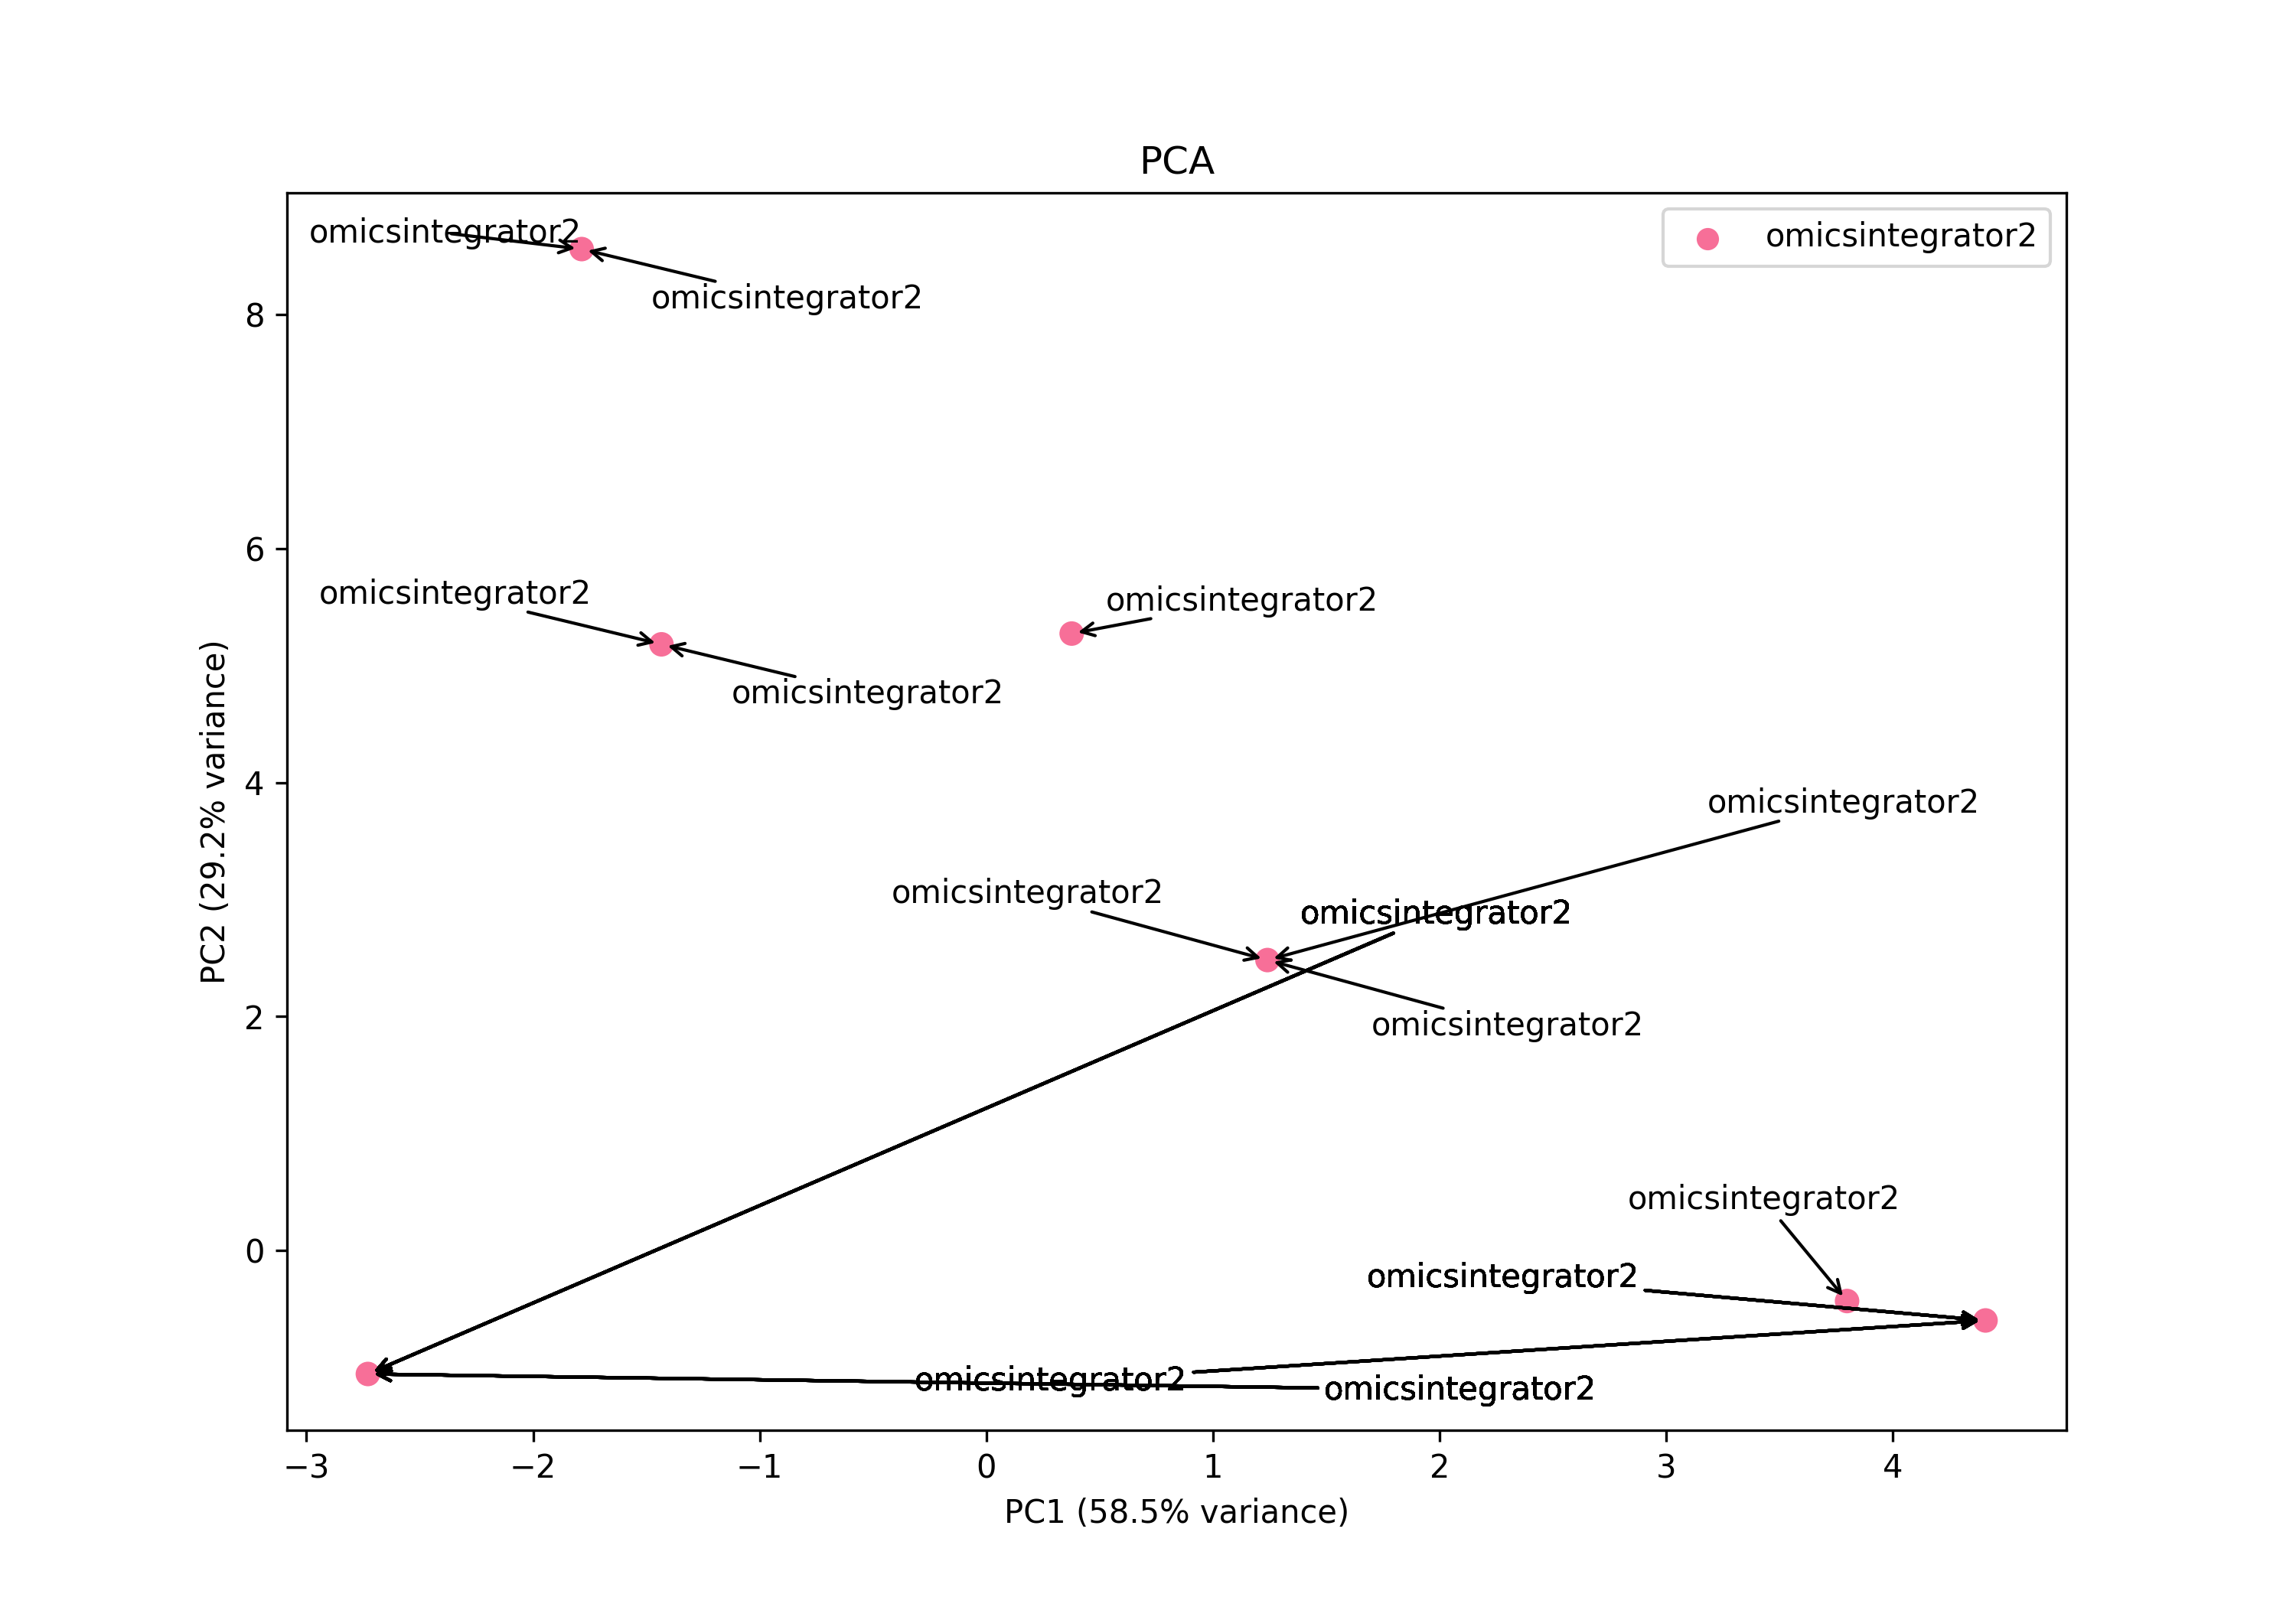 PCA
omicsintegrator2
omicsintegrator2
omicsintegrator2
8
6
omicsintegrator2
omicsintegrator2
omicsintegrator2
4
omicsintegrator2
omicsintegrator2
omicsintegrator2
2
omicsintegrator2
omicsintegrator2
0
omicsintegrator2
omicsintegrator2
omicsintegrator2
−3
−2
−1
0
1
2
3
4
PC1 (58.5% variance)
PC2 (29.2% variance)